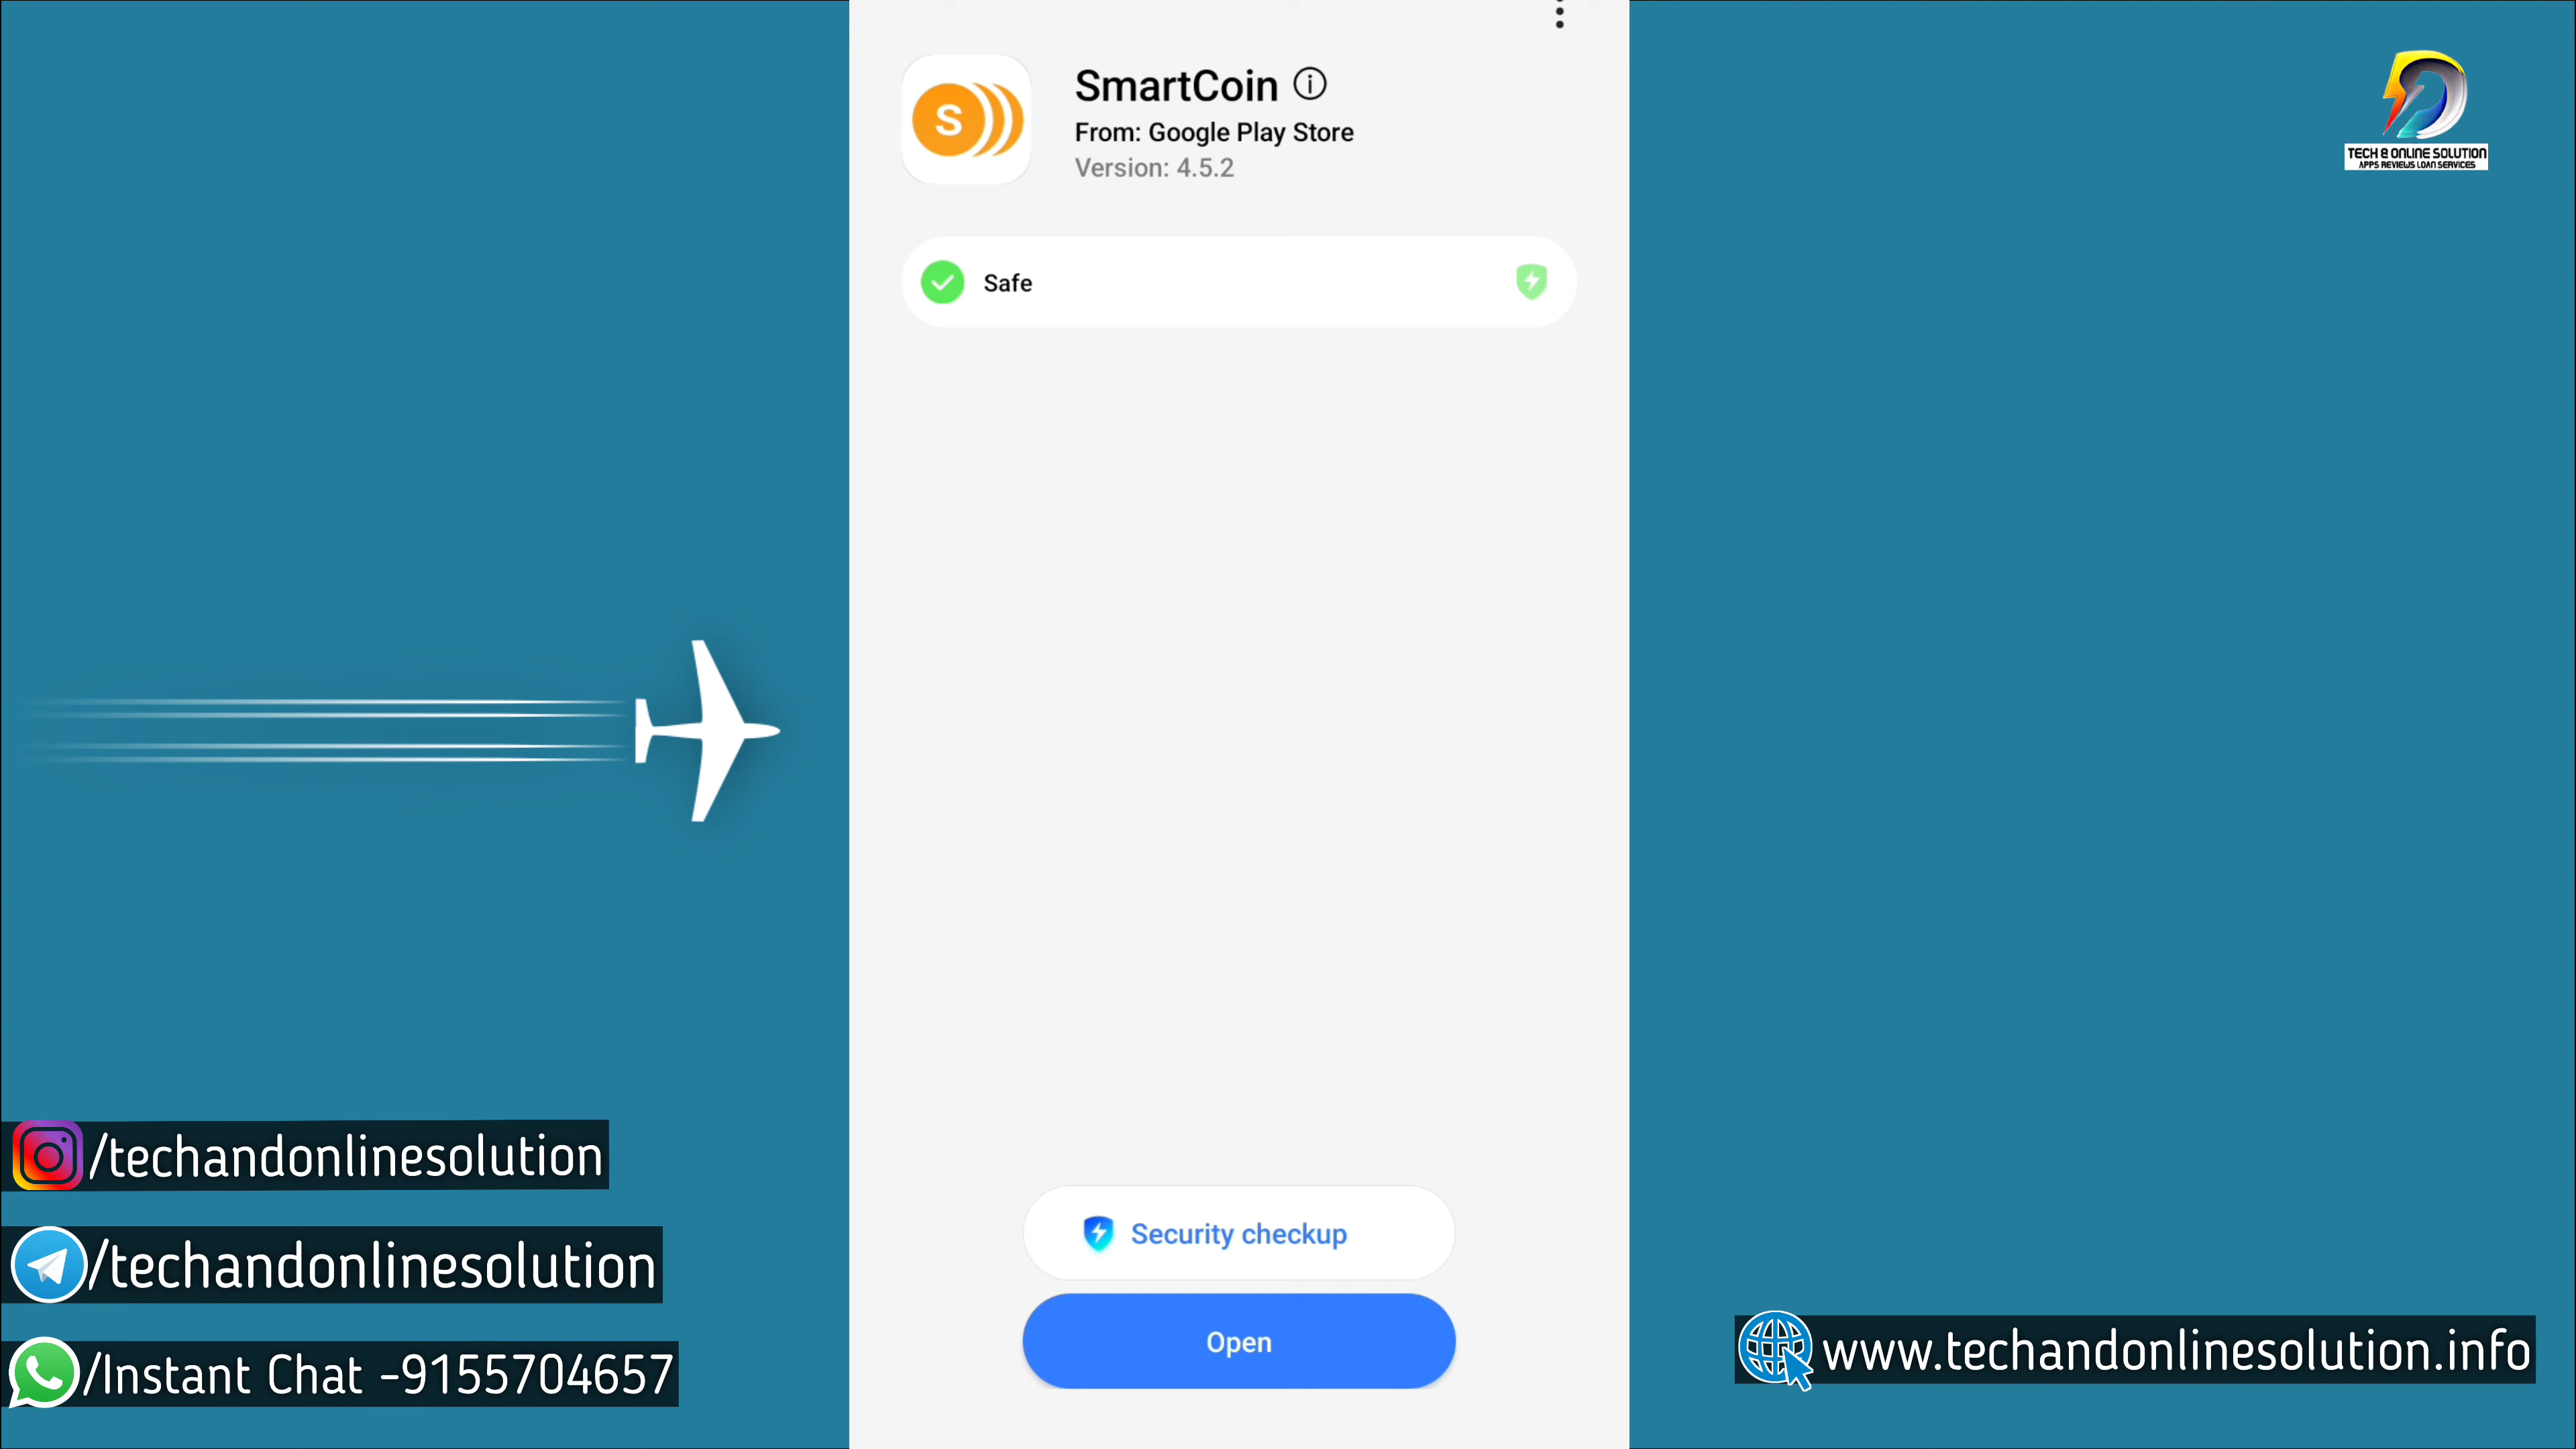 SmartCoin
From: Google Play Store
Version: 4.5.2
Safe
Security checkup
Open
TECH & ONLINE SOLUTION
APPS REVIEWS LOAN SERVICES
/techandonlinesolution
/techandonlinesolution
/Instant Chat -9155704657
www.techandonlinesolution.info